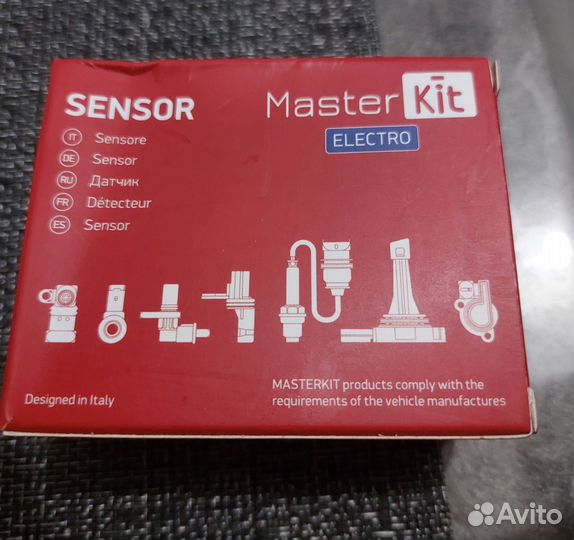 SENSOR
IT Sensore
DE Sensor
RU Датчик
FR Détecteur
ES Sensor
Master Kit
ELECTRO
Designed in Italy
MASTERKIT products comply with the
requirements of the vehicle manufactures
Avito